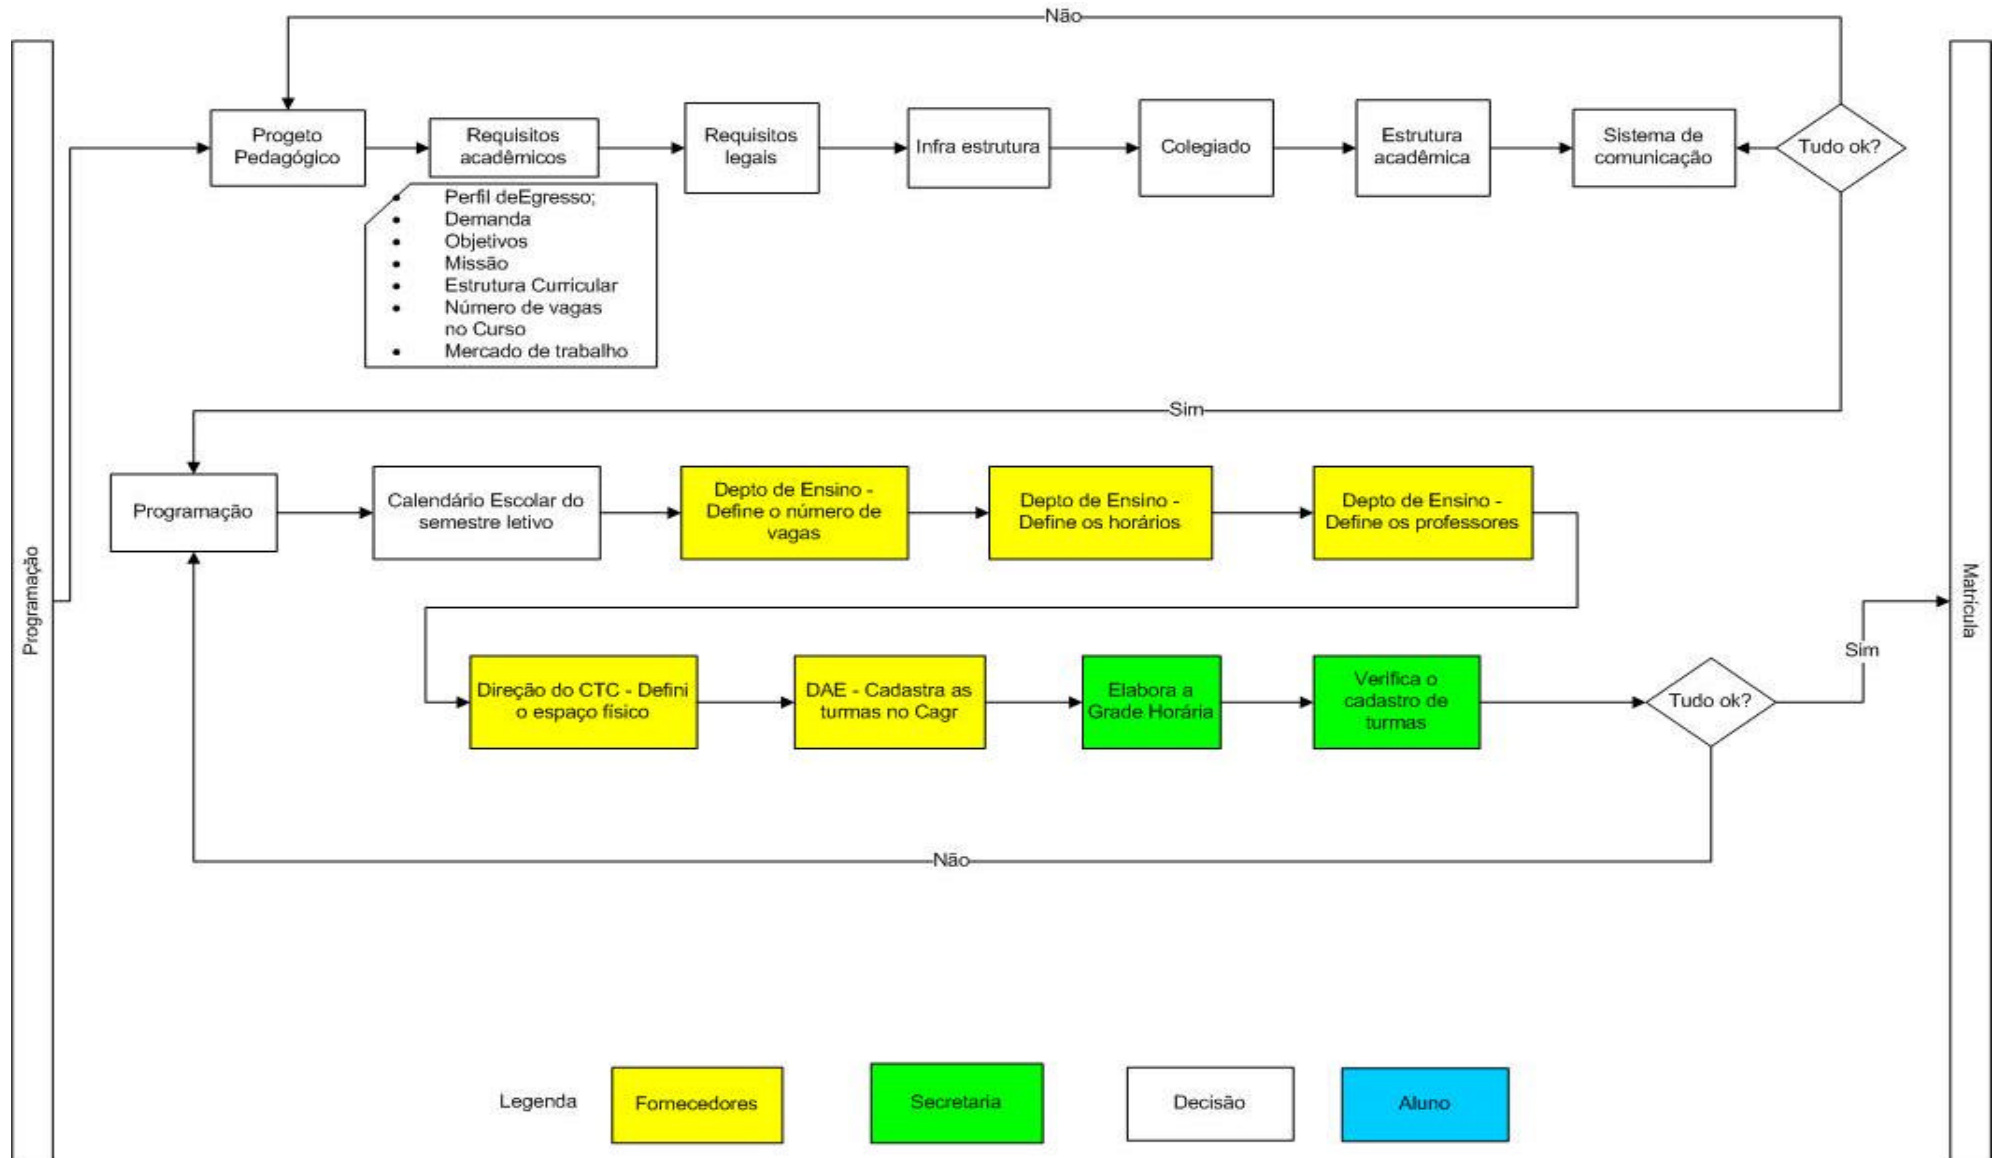 Não
Programação
Progeto
Pedagógico
Requisitos
acadêmicos
Requisitos
legais
Infra estrutura
Colegiado
Estrutura
acadêmica
Sistema de
comunicação
Tudo ok?
• Perfil deEgresso;
• Demanda
• Objetivos
• Missão
• Estrutura Curricular
• Número de vagas
no Curso
• Mercado de trabalho
Sim
Programação
Calendário Escolar do
semestre letivo
Depto de Ensino -
Define o número de
vagas
Depto de Ensino -
Define os horários
Depto de Ensino -
Define os professores
Direção do CTC - Defini
o espaço físico
DAE - Cadastra as
turmas no Cagr
Elabora a
Grade Horária
Verifica o
cadastro de
turmas
Tudo ok?
Sim
Matrícula
Não
Legenda
Fornecedores
Secretaria
Decisão
Aluno